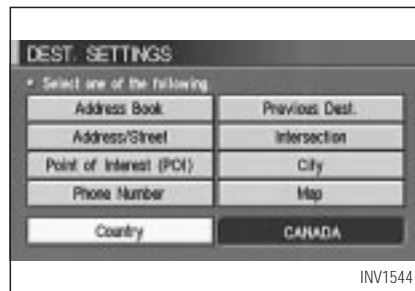 DEST. SETTINGS
• Select one of the following
Address Book
Previous Dest.
Address/Street
Intersection
Point of Interest (POI)
City
Phone Number
Map
Country
CANADA
INV1544